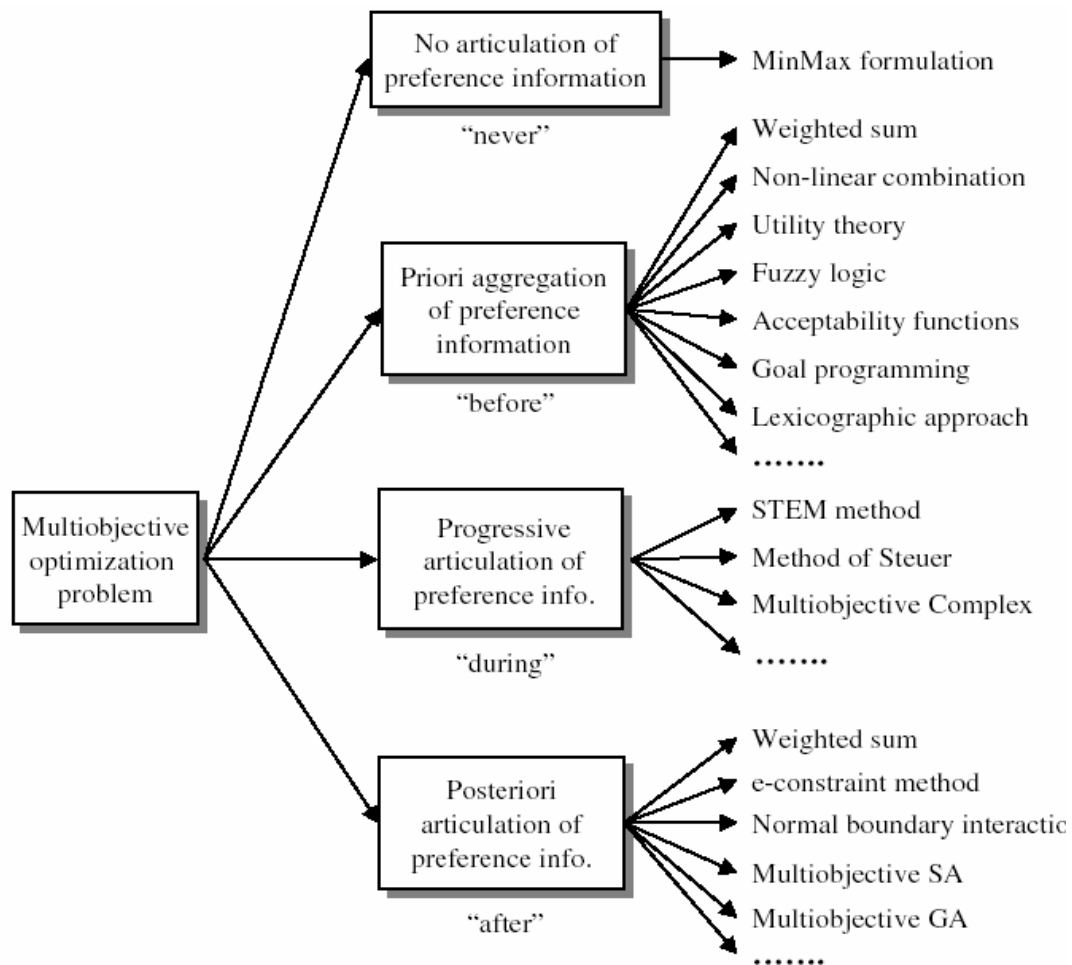 No articulation of
preference information
"never"
MinMax formulation
Weighted sum
Non-linear combination
Utility theory
Fuzzy logic
Acceptability functions
Goal programming
Lexicographic approach
.......
Priori aggregation
of preference
information
"before"
Multiobjective
optimization
problem
Progressive
articulation of
preference info.
"during"
STEM method
Method of Steuer
Multiobjective Complex
.......
Posteriori
articulation of
preference info.
"after"
Weighted sum
e-constraint method
Normal boundary interactio
Multiobjective SA
Multiobjective GA
.......